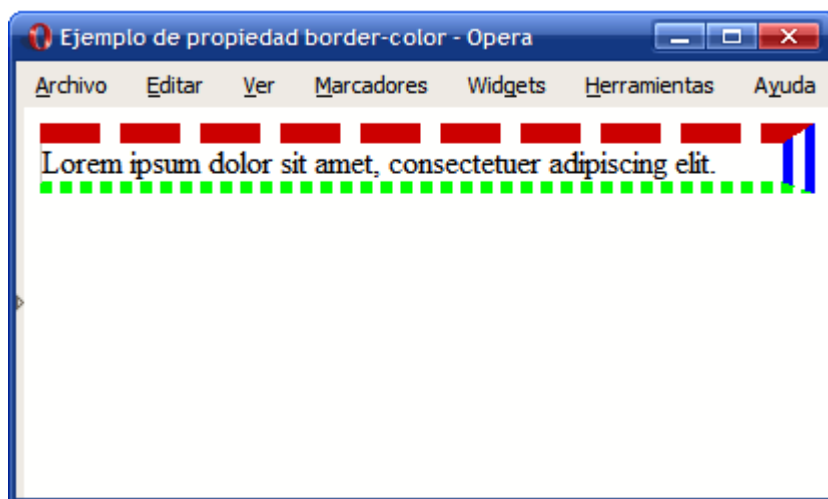 Ejemplo de propiedad border-color - Opera
Archivo Editar Ver Marcadores Widgets Herramientas Ayuda
Lorem ipsum dolor sit amet, consectetuer adipiscing elit.